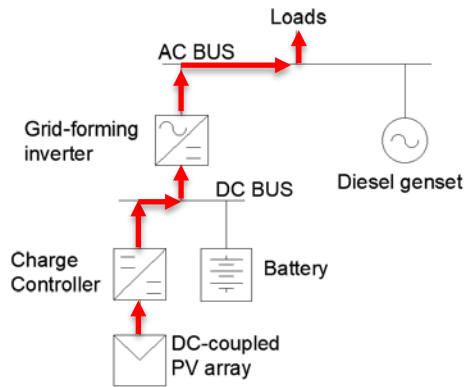 Loads
AC BUS
Grid-forming
inverter
Diesel genset
DC BUS
Charge
Controller
Battery
DC-coupled
PV array